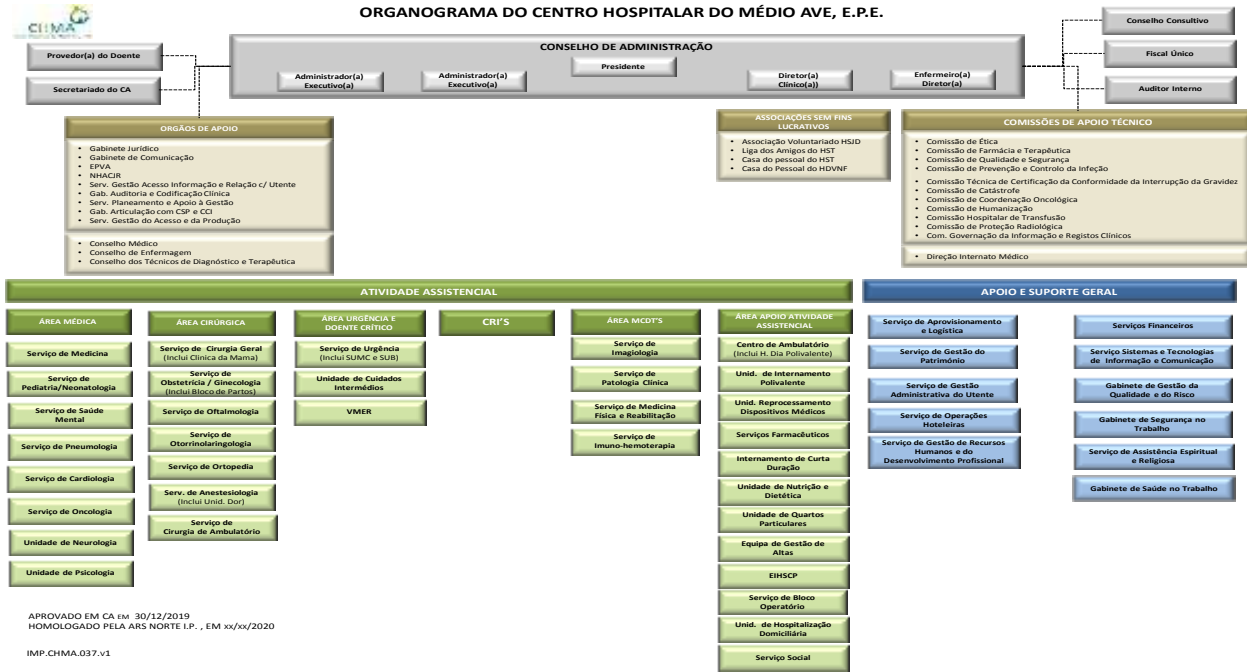 ORGANOGRAMA DO CENTRO HOSPITALAR DO MÉDIO AVE, E.P.E.
CHMA
Provedor(a) do Doente
Secretariado do CA
CONSELHO DE ADMINISTRAÇÃO
Presidente
Administrador(a)
Executivo(a)
Administrador(a)
Executivo(a)
Diretor(a)
Clínico(a))
Enfermeiro(a)
Diretor(a)
Conselho Consultivo
Fiscal Único
Auditor Interno
ORGÃOS DE APOIO
• Gabinete Jurídico
• Gabinete de Comunicação
• EPVA
• NHACJR
• Serv. Gestão Acesso Informação e Relação c/ Utente
• Gab. Auditoria e Codificação Clínica
• Serv. Planeamento e Apoio à Gestão
• Gab. Articulação com CSP e CCI
• Serv. Gestão do Acesso e da Produção
• Conselho Médico
• Conselho de Enfermagem
• Conselho dos Técnicos de Diagnóstico e Terapêutica
ASSOCIAÇÕES SEM FINS
LUCRATIVOS
• Associação Voluntariado HSJD
• Liga dos Amigos do HST
• Casa do pessoal do HST
• Casa do Pessoal do HDVNF
COMISSÕES DE APOIO TÉCNICO
• Comissão de Ética
• Comissão de Farmácia e Terapêutica
• Comissão de Qualidade e Segurança
• Comissão de Prevenção e Controlo da Infeção
• Comissão Técnica de Certificação da Conformidade da Interrupção da Gravidez
• Comissão de Catástrofe
• Comissão de Coordenação Oncológica
• Comissão de Humanização
• Comissão Hospitalar de Transfusão
• Comissão de Proteção Radiológica
• Com. Governação da Informação e Registos Clínicos
• Direção Internato Médico
ATIVIDADE ASSISTENCIAL
ÁREA MÉDICA
Serviço de Medicina
Serviço de
Pediatria/Neonatologia
Serviço de Saúde
Mental
Serviço de Pneumologia
Serviço de Cardiologia
Serviço de Oncologia
Unidade de Neurologia
Unidade de Psicologia
ÁREA CIRÚRGICA
Serviço de Cirurgia Geral
(Inclui Clinica da Mama)
Serviço de
Obstetrícia / Ginecologia
(Inclui Bloco de Partos)
Serviço de Oftalmologia
Serviço de
Otorrinolaringologia
Serviço de Ortopedia
Serv. de Anestesiologia
(Inclui Unid. Dor)
Serviço de
Cirurgia de Ambulatório
ÁREA URGÊNCIA E
DOENTE CRÍTICO
Serviço de Urgência
(Inclui SUMC e SUB)
Unidade de Cuidados
Intermédios
VMER
CRI'S
ÁREA MCDT'S
Serviço de
Imagiologia
Serviço de
Patologia Clínica
Serviço de Medicina
Física e Reabilitação
Serviço de
Imuno-hemoterapia
ÁREA APOIO ATIVIDADE
ASSISTENCIAL
Centro de Ambulatório
(Inclui H. Dia Polivalente)
Unid. de Internamento
Polivalente
Unid. Reprocessamento
Dispositivos Médicos
Serviços Farmacêuticos
Internamento de Curta
Duração
Unidade de Nutrição e
Dietética
Unidade de Quartos
Particulares
Equipa de Gestão de
Altas
EIHSCP
Serviço de Bloco
Operatório
Unid. de Hospitalização
Domiciliária
Serviço Social
APOIO E SUPORTE GERAL
Serviço de Aprovisionamento
e Logística
Serviço de Gestão do
Património
Serviço de Gestão
Administrativa do Utente
Serviço de Operações
Hoteleiras
Serviço de Gestão de Recursos
Humanos e do
Desenvolvimento Profissional
Serviços Financeiros
Serviço Sistemas e Tecnologias
de Informação e Comunicação
Gabinete de Gestão da
Qualidade e do Risco
Gabinete de Segurança no
Trabalho
Serviço de Assistência Espiritual
e Religiosa
Gabinete de Saúde no Trabalho
APROVADO EM CA EM 30/12/2019
HOMOLOGADO PELA ARS NORTE I.P. , EM xx/xx/2020
IMP.CHMA.037.v1